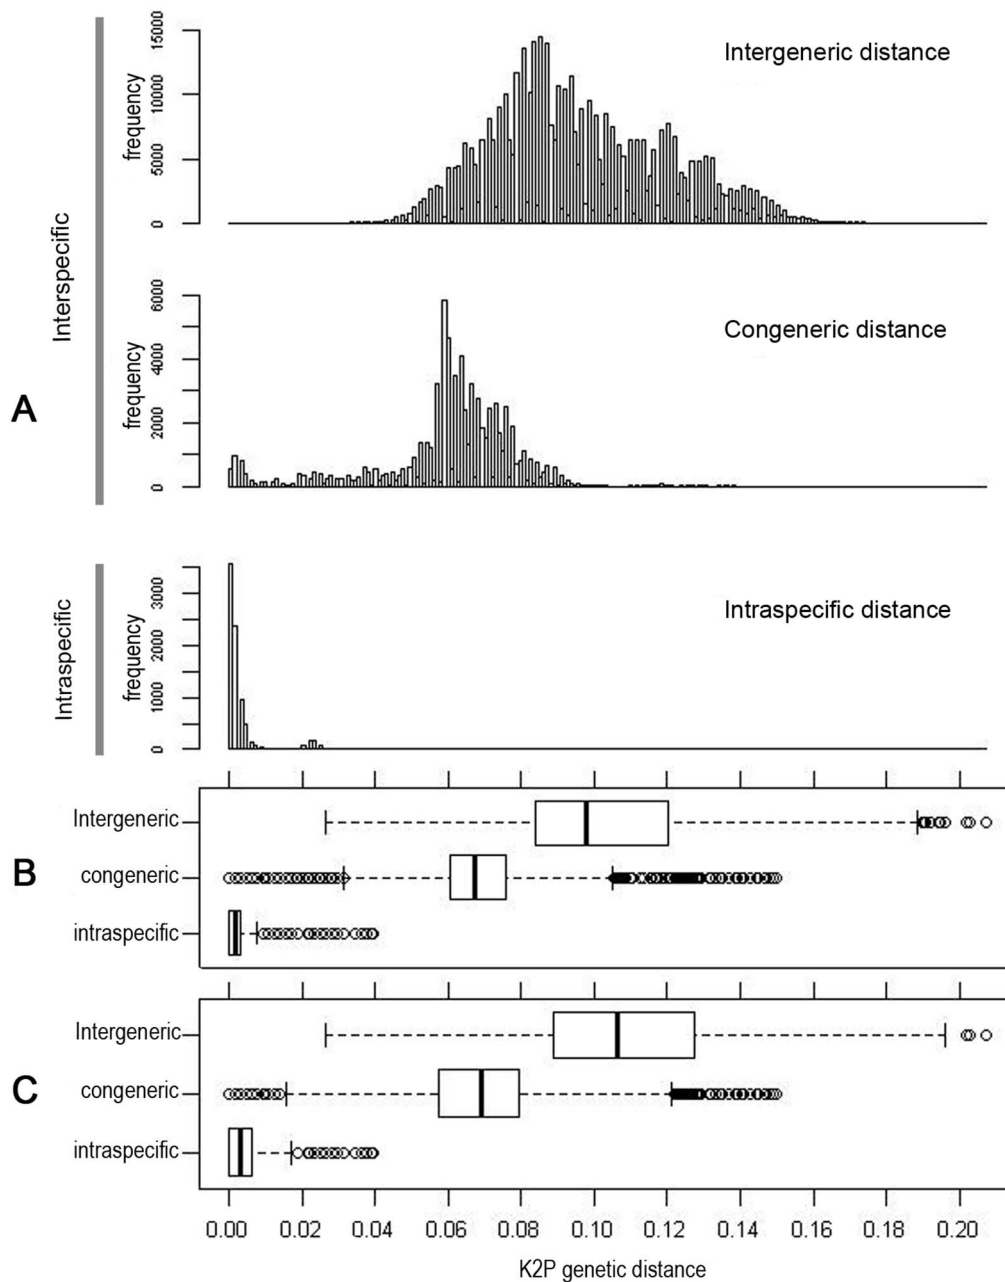 Interspecific
A
frequency
15000
10000
5000
0
Intergeneric distance
frequency
6000
4000
2000
0
Congeneric distance
Intraspecific
frequency
3000
2000
1000
0
Intraspecific distance
B
Intergeneric
congeneric
intraspecific
C
Intergeneric
congeneric
intraspecific
0.00 0.02 0.04 0.06 0.08 0.10 0.12 0.14 0.16 0.18 0.20
K2P genetic distance